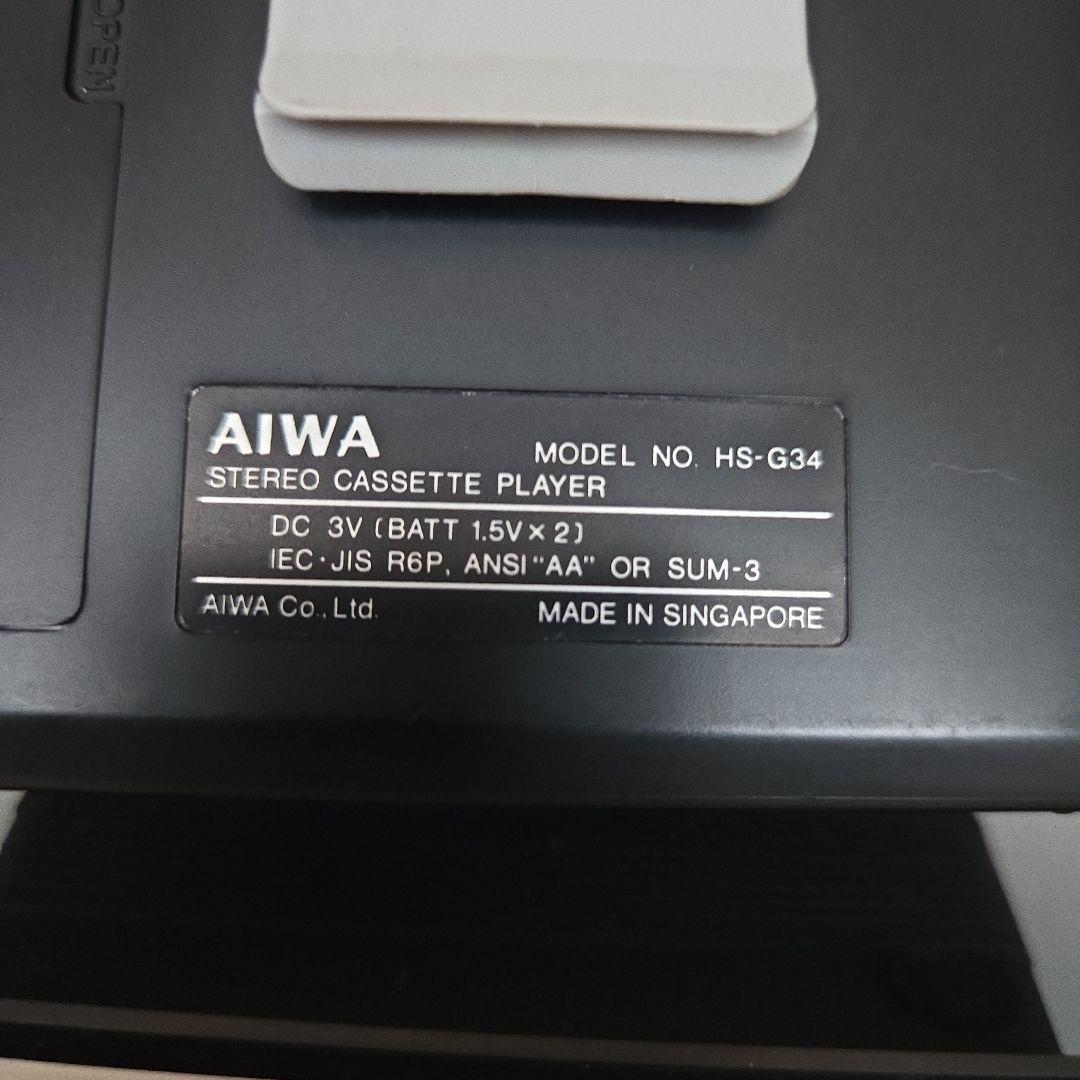 OPEN
AIWA
MODEL NO. HS-G34
STEREO CASSETTE PLAYER
DC 3V (BATT 1.5V×2)
IEC·JIS R6P, ANSI "AA" OR SUM-3
AIWA Co., Ltd. MADE IN SINGAPORE